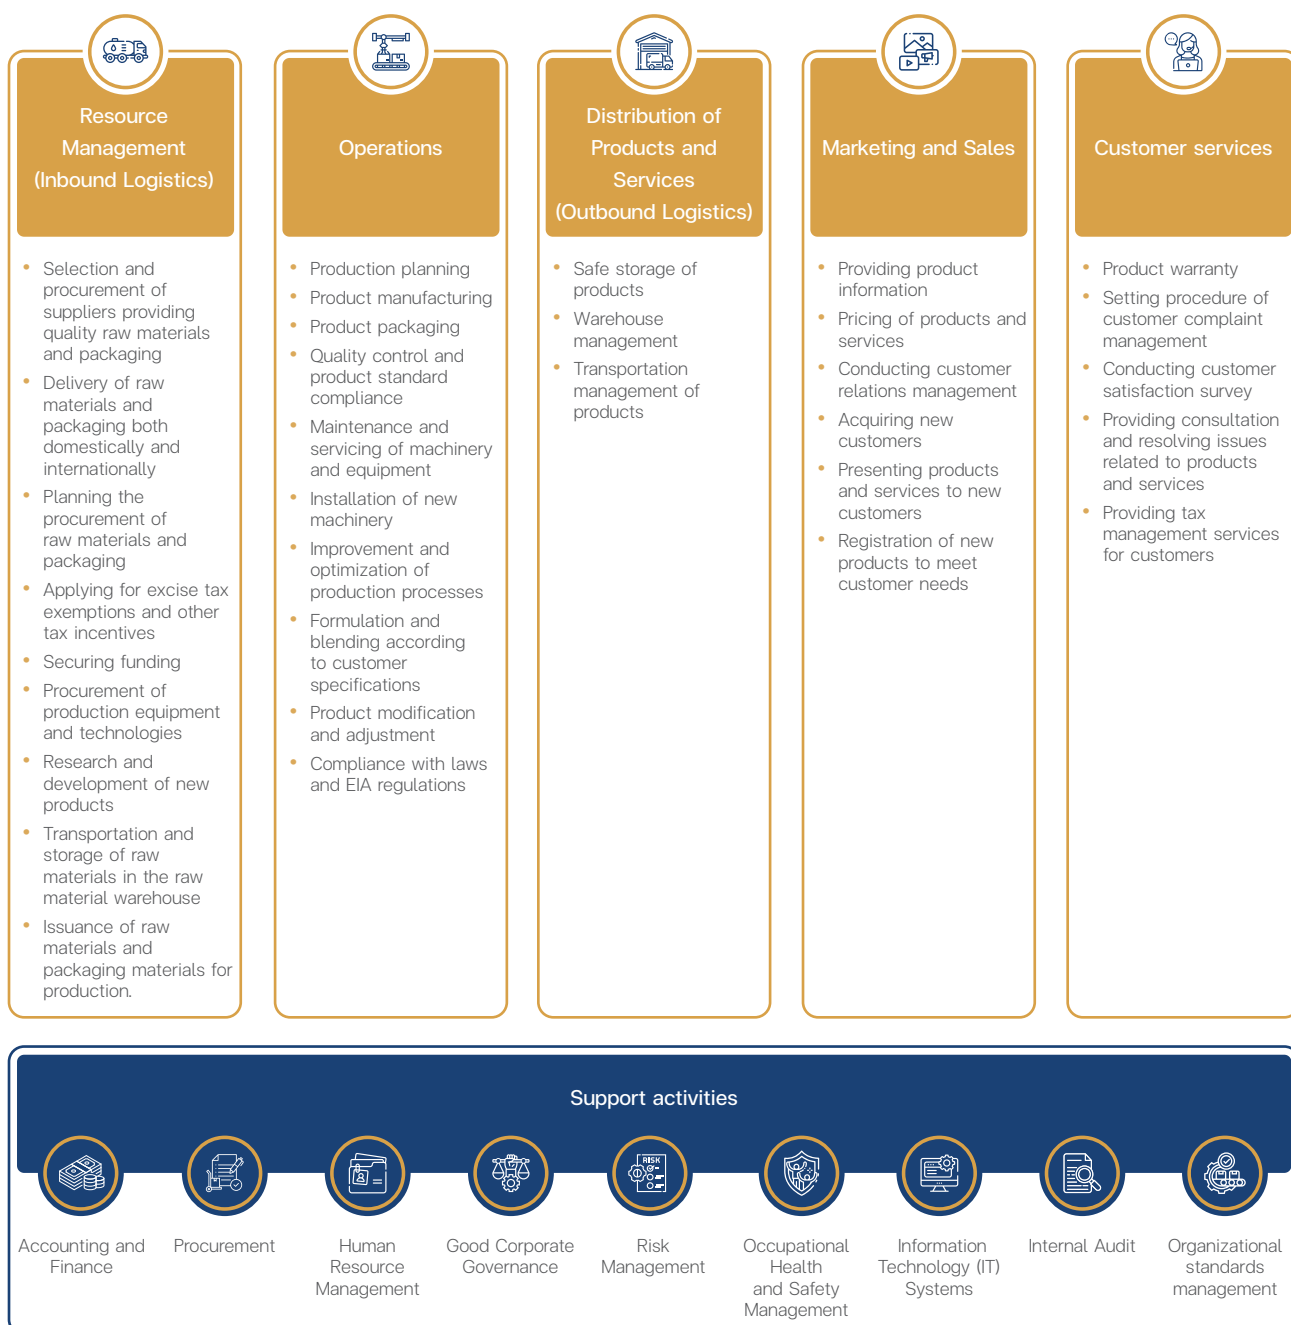 Resource
Management
(Inbound Logistics)
• Selection and
procurement of
suppliers providing
quality raw materials
and packaging
• Delivery of raw
materials and
packaging both
domestically and
internationally
• Planning the
procurement of
raw materials and
packaging
• Applying for excise tax
exemptions and other
tax incentives
• Securing funding
• Procurement of
production equipment
and technologies
• Research and
development of new
products
• Transportation and
storage of raw
materials in the raw
material warehouse
• Issuance of raw
materials and
packaging materials for
production.
Operations
• Production planning
• Product manufacturing
• Product packaging
• Quality control and
product standard
compliance
• Maintenance and
servicing of machinery
and equipment
• Installation of new
machinery
• Improvement and
optimization of
production processes
• Formulation and
blending according
to customer
specifications
• Product modification
and adjustment
• Compliance with laws
and EIA regulations
Distribution of
Products and
Services
(Outbound Logistics)
• Safe storage of
products
• Warehouse
management
• Transportation
management of
products
Marketing and Sales
• Providing product
information
• Pricing of products and
services
• Conducting customer
relations management
• Acquiring new
customers
• Presenting products
and services to new
customers
• Registration of new
products to meet
customer needs
Customer services
• Product warranty
• Setting procedure of
customer complaint
management
• Conducting customer
satisfaction survey
• Providing consultation
and resolving issues
related to products
and services
• Providing tax
management services
for customers
Support activities
RISK
Accounting and
Finance
Procurement
Human
Resource
Management
Good Corporate
Governance
Risk
Management
Occupational
Health
and Safety
Management
Information
Technology (IT)
Systems
Internal Audit
Organizational
standards
management